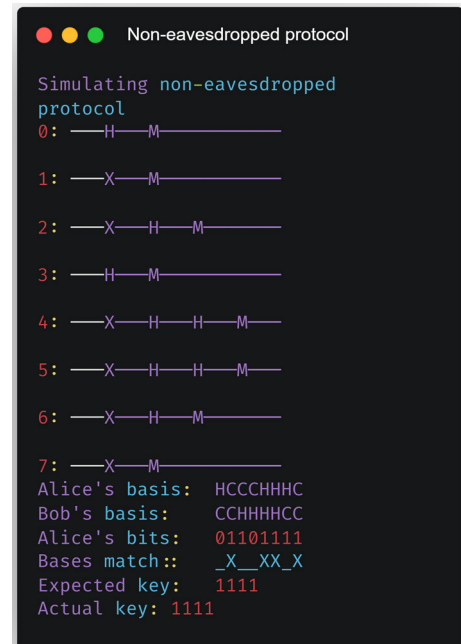 Non-eavesdropped protocol
Simulating non-eavesdropped
protocol
0: ───H───M───────────
1: ───X───M───────────
2: ───X───H───M───────
3: ───H───M───────────
4: ───X───H───H───M───
5: ───X───H───H───M───
6: ───X───H───M───────
7: ───X───M───────────
Alice's basis: HCCCHHHC
Bob's basis: CCHHHHCC
Alice's bits: 01101111
Bases match:: _X__XX_X
Expected key: 1111
Actual key: 1111